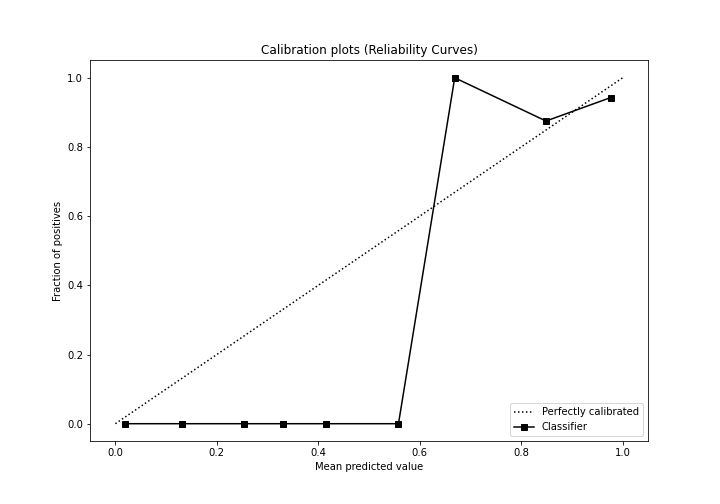 Calibration plots (Reliability Curves)
1.0
0.8
0.6
0.4
0.2
0.0
Fraction of positives
Perfectly calibrated
Classifier
0.0 0.2 0.4 0.6 0.8 1.0
Mean predicted value